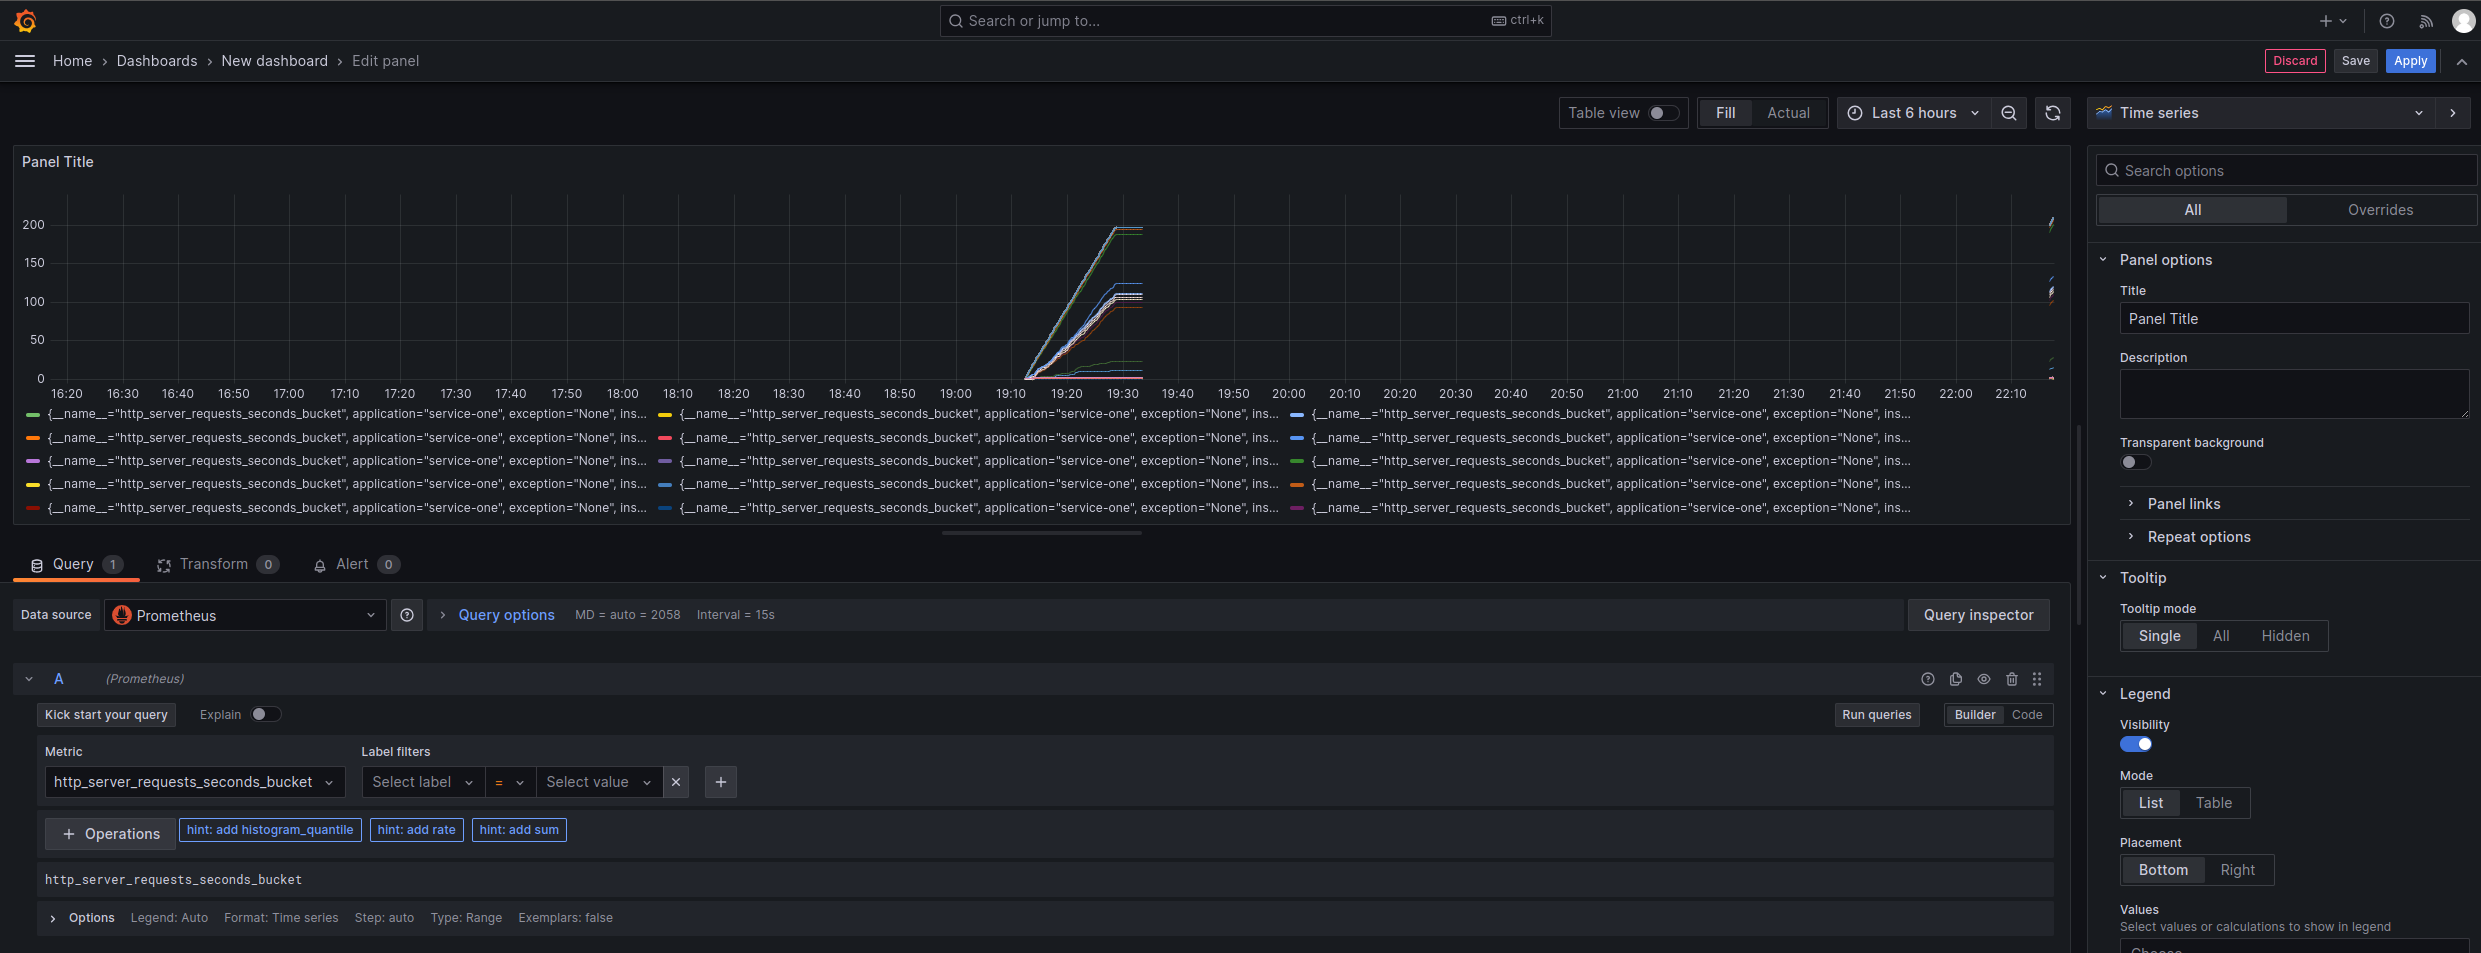 Search or jump to...
ctrl+k
Home › Dashboards › New dashboard › Edit panel
Discard
Save
Apply
Table view
Fill
Actual
Last 6 hours
Time series
Panel Title
200
150
100
50
0
16:20 16:30 16:40 16:50 17:00 17:10 17:20 17:30 17:40 17:50 18:00 18:10 18:20 18:30 18:40 18:50 19:00 19:10 19:20 19:30 19:40 19:50 20:00 20:10 20:20 20:30 20:40 20:50 21:00 21:10 21:20 21:30 21:40 21:50 22:00 22:10
{__name__="http_server_requests_seconds_bucket", application="service-one", exception="None", ins... {__name__="http_server_requests_seconds_bucket", application="service-one", exception="None", ins... {__name__="http_server_requests_seconds_bucket", application="service-one", exception="None", ins...
{__name__="http_server_requests_seconds_bucket", application="service-one", exception="None", ins... {__name__="http_server_requests_seconds_bucket", application="service-one", exception="None", ins... {__name__="http_server_requests_seconds_bucket", application="service-one", exception="None", ins...
{__name__="http_server_requests_seconds_bucket", application="service-one", exception="None", ins... {__name__="http_server_requests_seconds_bucket", application="service-one", exception="None", ins... {__name__="http_server_requests_seconds_bucket", application="service-one", exception="None", ins...
{__name__="http_server_requests_seconds_bucket", application="service-one", exception="None", ins... {__name__="http_server_requests_seconds_bucket", application="service-one", exception="None", ins... {__name__="http_server_requests_seconds_bucket", application="service-one", exception="None", ins...
{__name__="http_server_requests_seconds_bucket", application="service-one", exception="None", ins... {__name__="http_server_requests_seconds_bucket", application="service-one", exception="None", ins... {__name__="http_server_requests_seconds_bucket", application="service-one", exception="None", ins...
Query 1
Transform 0
Alert 0
Data source
Prometheus
Query options
MD = auto = 2058
Interval = 15s
Query inspector
A
(Prometheus)
Kick start your query
Explain
Run queries
Builder
Code
Metric
Label filters
http_server_requests_seconds_bucket
Select label
=
Select value
Operations
hint: add histogram_quantile
hint: add rate
hint: add sum
http_server_requests_seconds_bucket
Options
Legend: Auto
Format: Time series
Step: auto
Type: Range
Exemplars: false
Search options
All
Overrides
Panel options
Title
Panel Title
Description
Transparent background
Panel links
Repeat options
Tooltip
Tooltip mode
Single
All
Hidden
Legend
Visibility
Mode
List
Table
Placement
Bottom
Right
Values
Select values or calculations to show in legend